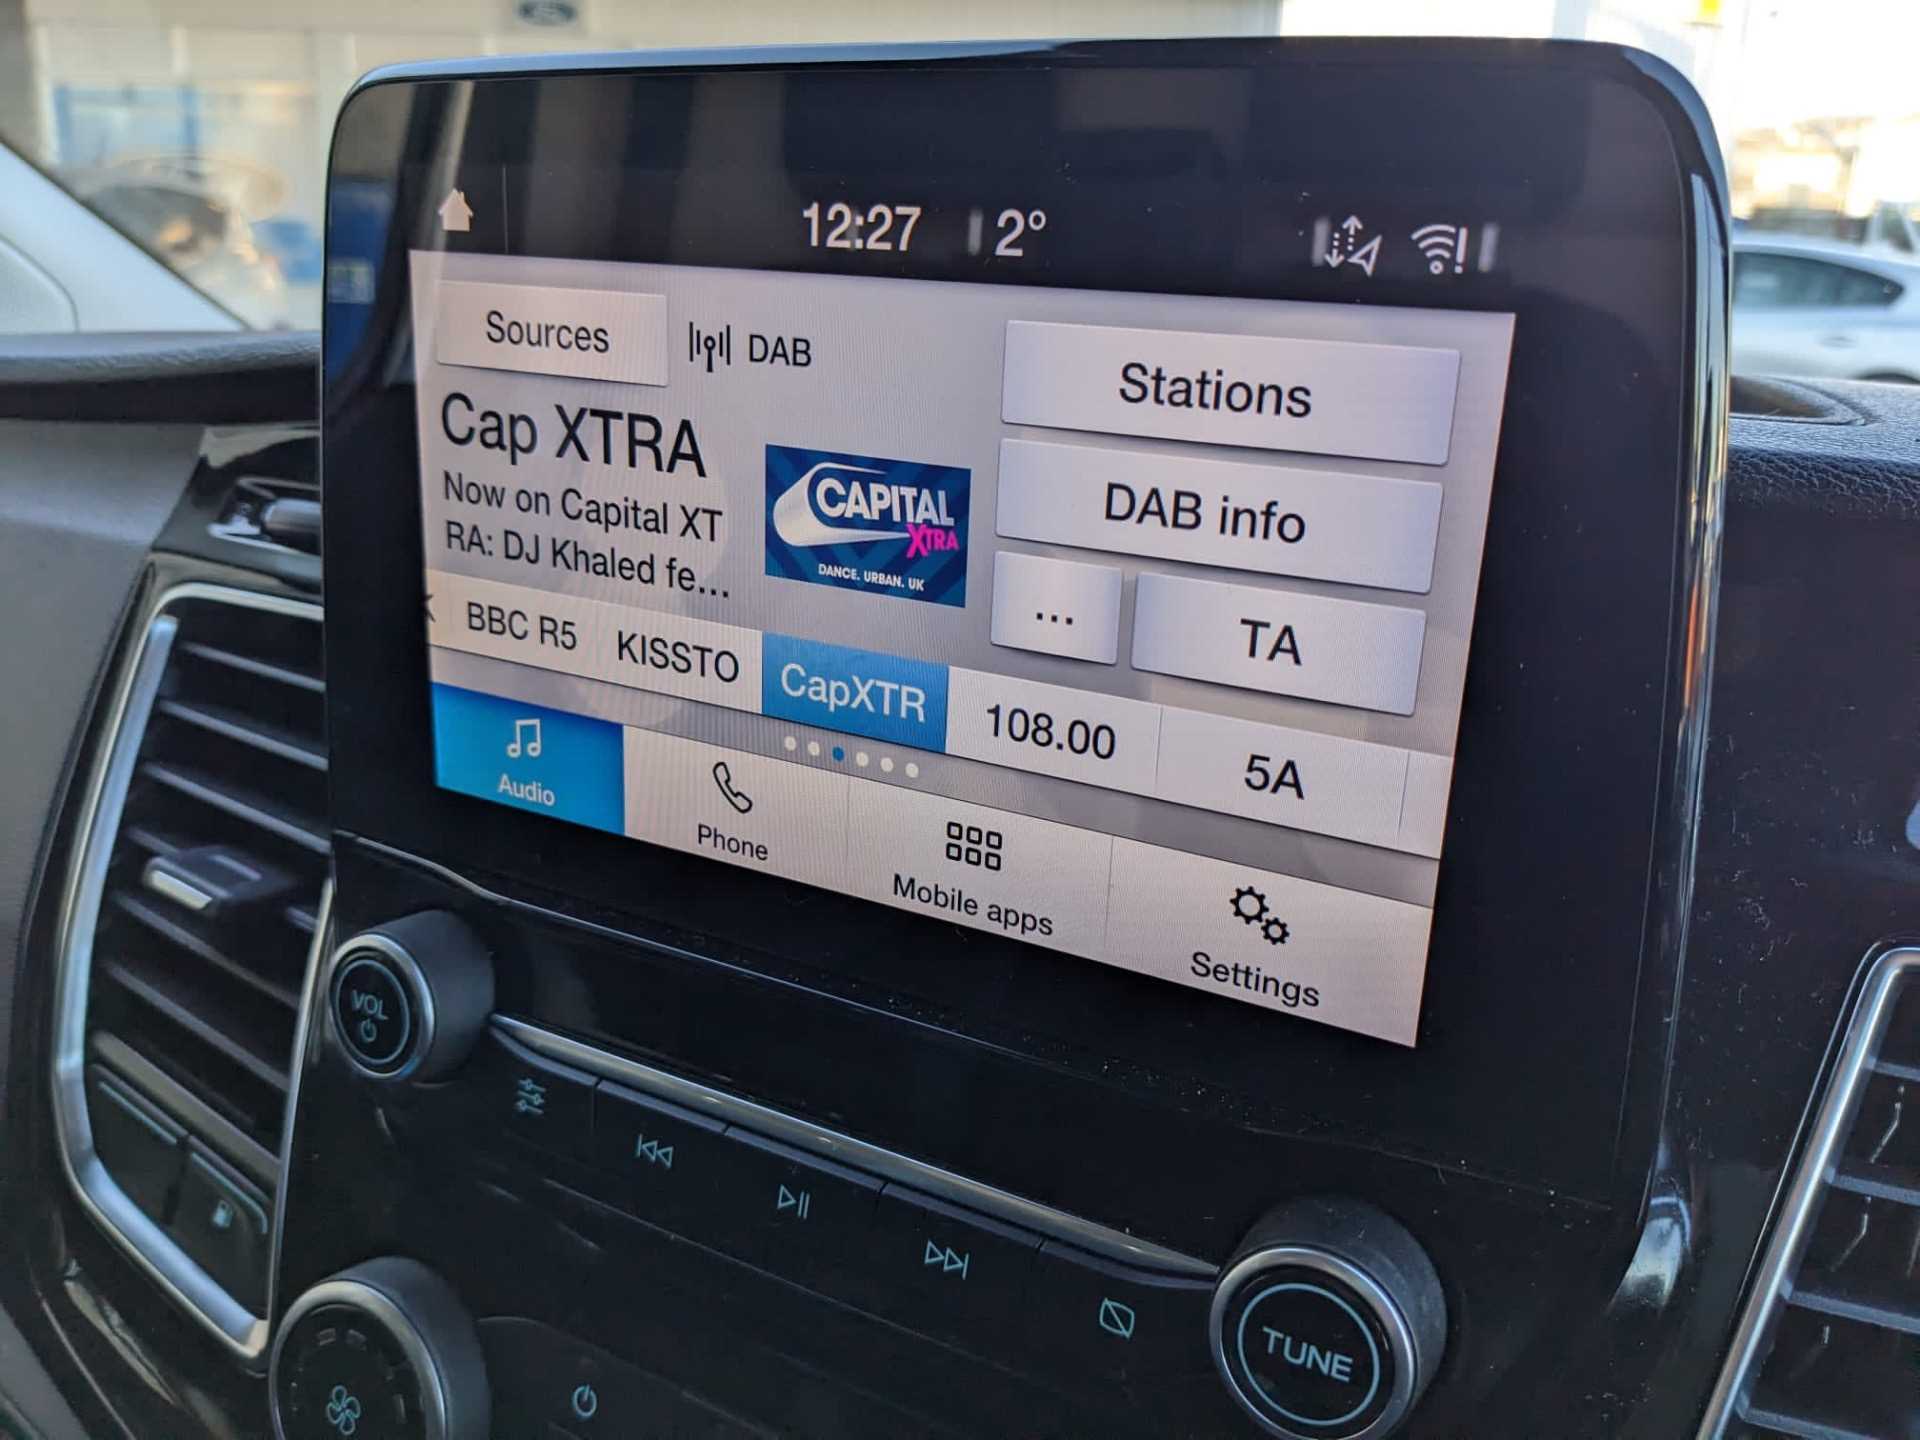 12:27 2°
Sources DAB
Stations
Cap XTRA
Now on Capital XT
RA: DJ Khaled fe...
CAPITAL
XTRA
DANCE. URBAN. UK
DAB info
...
TA
BBC R5 KISSTO CapXTR 108.00 5A
Audio Phone Mobile apps Settings
VOL
TUNE